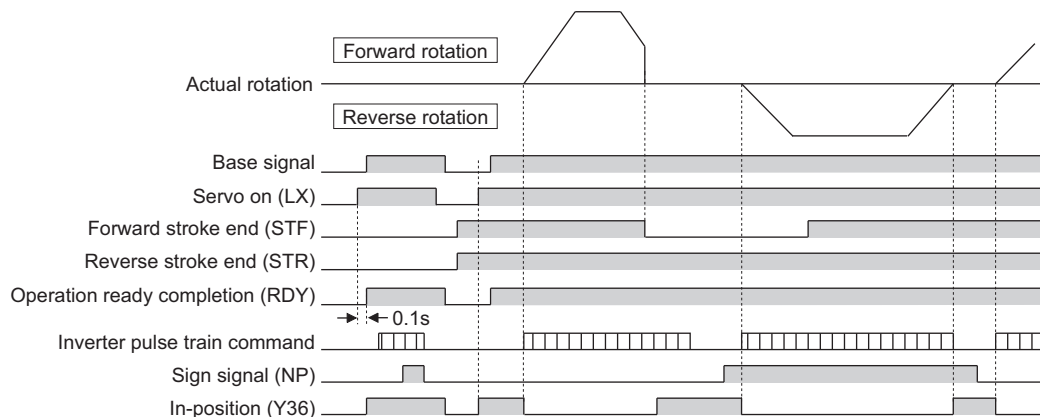 Forward rotation
Actual rotation
Reverse rotation
Base signal
Servo on (LX)
Forward stroke end (STF)
Reverse stroke end (STR)
Operation ready completion (RDY)
0.1s
Inverter pulse train command
Sign signal (NP)
In-position (Y36)